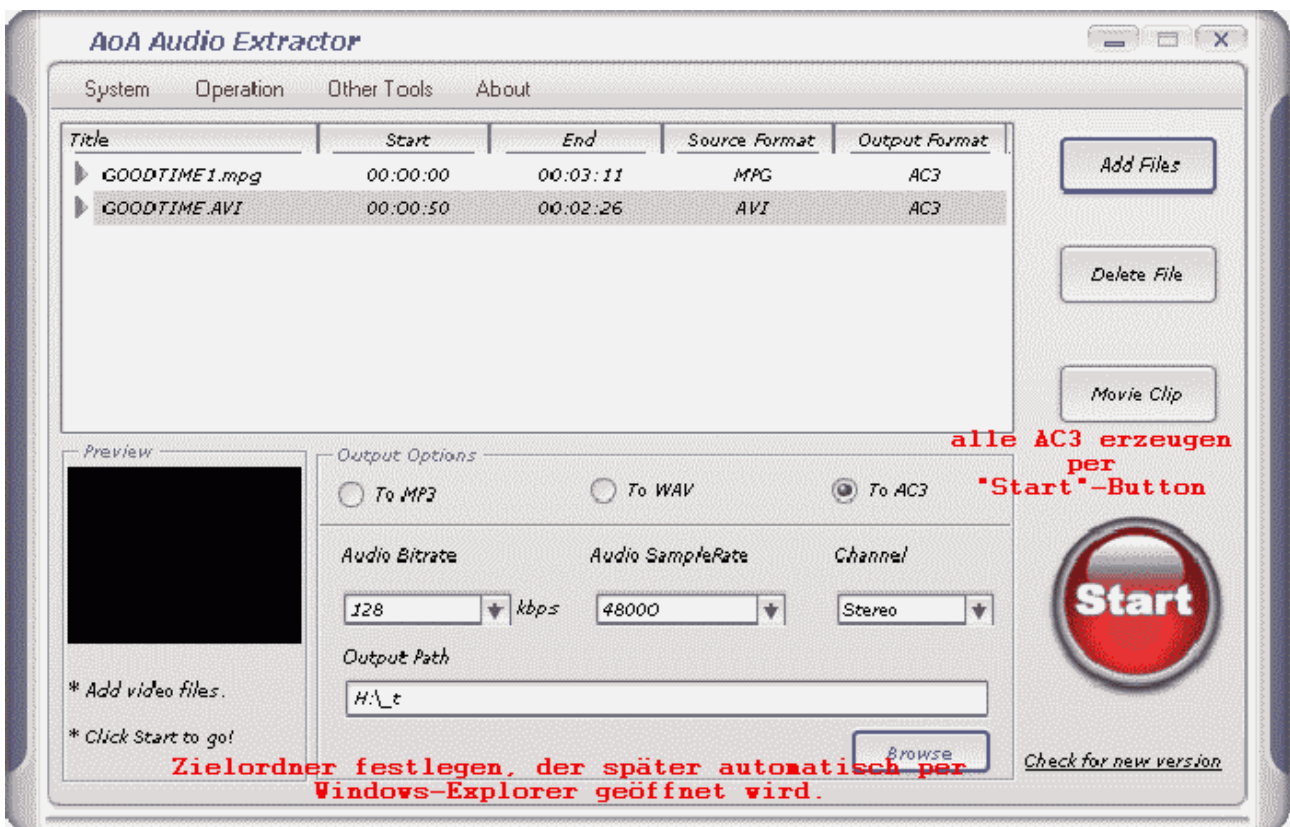 AoA Audio Extractor
System Operation Other Tools About
Title Start End Source Format Output Format
GOODTIME1.mpg 00:00:00 00:03:11 MPG AC3
GOODTIME.AVI 00:00:50 00:02:26 AVI AC3
Add Files
Delete File
Movie Clip
alle AC3 erzeugen
per
"Start"-Button
Preview
Output Options
To MP3 To WAV To AC3
Audio Bitrate Audio SampleRate Channel
128 kbps 48000 Stereo
Start
Output Path
H:\_t
* Add video files.
* Click Start to go!
Browse
Check for new version
Zielordner festlegen, der später automatisch per
Windows-Explorer geöffnet wird.